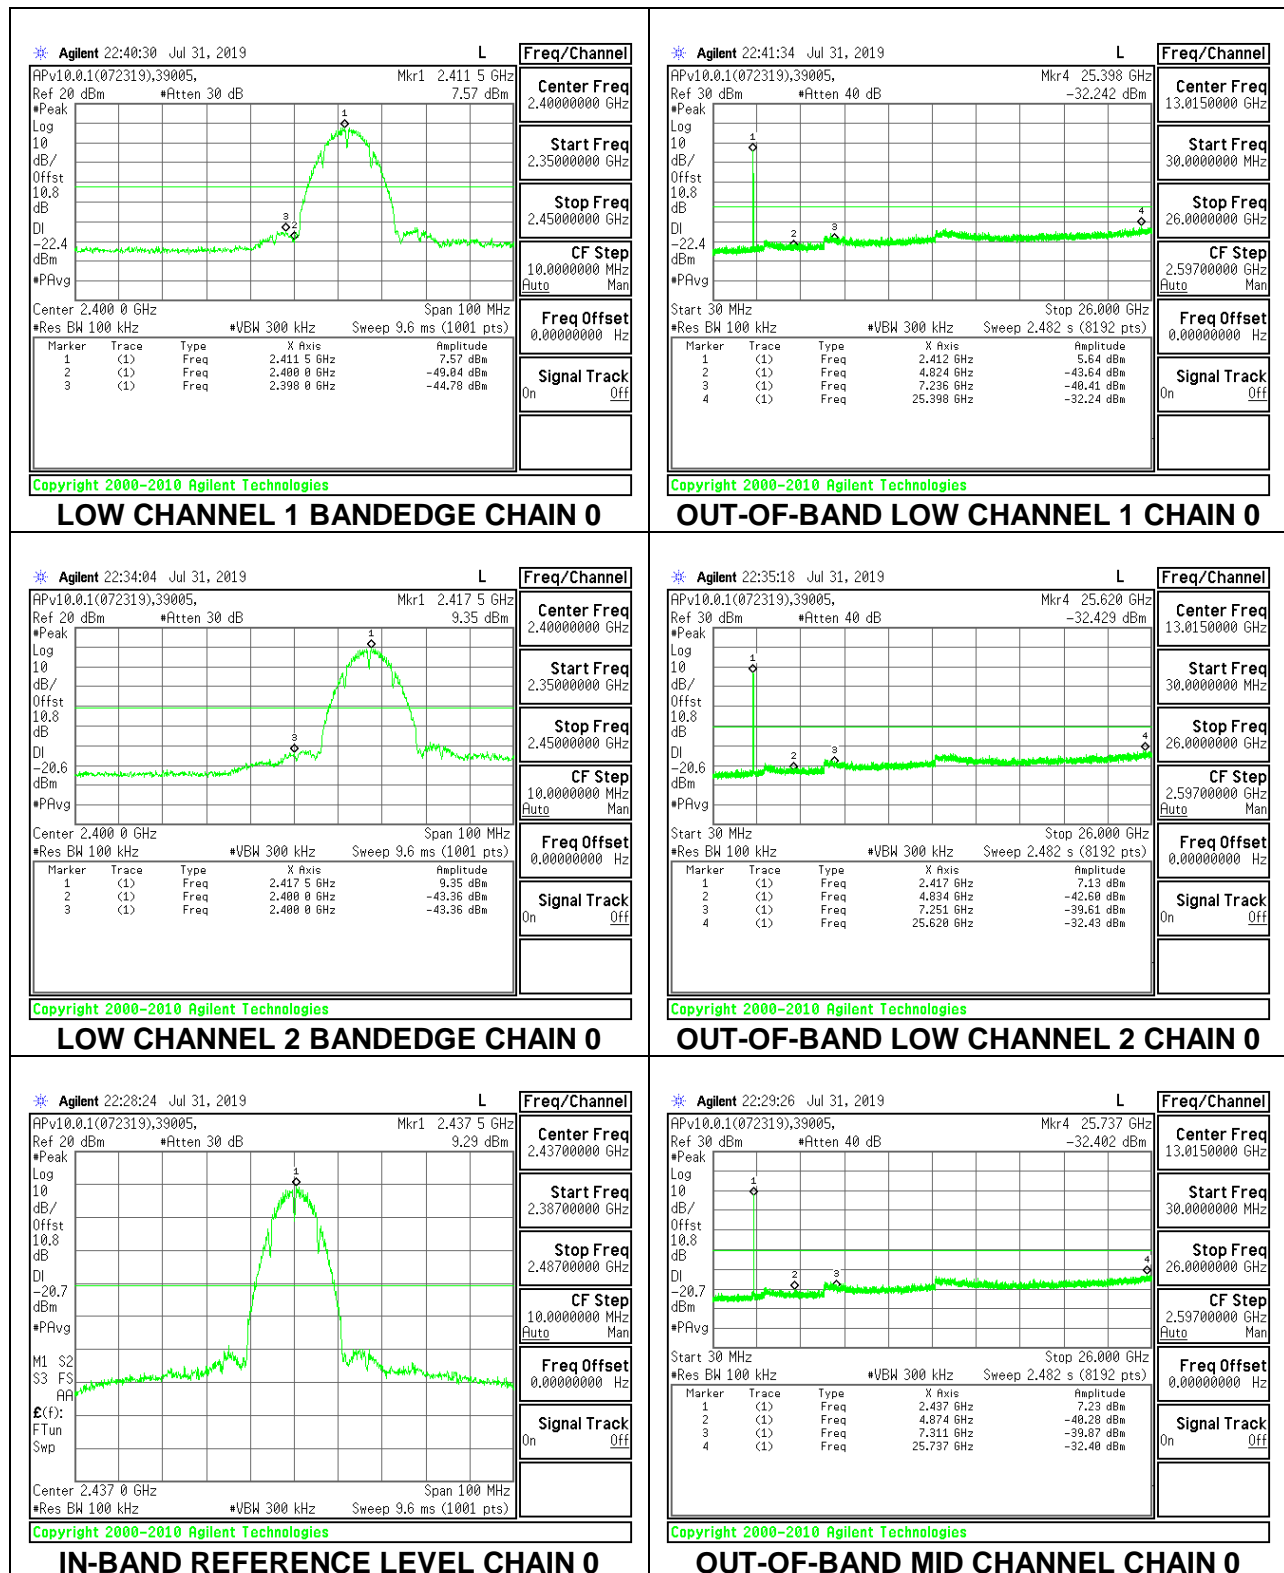 Agilent 22:40:30 Jul 31, 2019 L Freq/Channel
APv10.0.1(072319),39005, Mkr1 2.411 5 GHz
Ref 20 dBm #Atten 30 dB 7.57 dBm
#Peak
Log
10
dB/
Offst
10.8
dB
DI
-22.4
dBm
#PAvg
1
3
2
Center 2.400 0 GHz Span 100 MHz
#Res BW 100 kHz #VBW 300 kHz Sweep 9.6 ms (1001 pts)
Marker Trace Type X Axis Amplitude
1 (1) Freq 2.411 5 GHz 7.57 dBm
2 (1) Freq 2.400 0 GHz -49.04 dBm
3 (1) Freq 2.398 0 GHz -44.78 dBm
Center Freq
2.40000000 GHz
Start Freq
2.35000000 GHz
Stop Freq
2.45000000 GHz
CF Step
10.0000000 MHz
Auto Man
Freq Offset
0.00000000 Hz
Signal Track
On Off
Copyright 2000-2010 Agilent Technologies
LOW CHANNEL 1 BANDEDGE CHAIN 0
Agilent 22:41:34 Jul 31, 2019 L Freq/Channel
APv10.0.1(072319),39005, Mkr4 25.398 GHz
Ref 30 dBm #Atten 40 dB -32.242 dBm
#Peak
Log
10
dB/
Offst
10.8
dB
DI
-22.4
dBm
#PAvg
1
2
3
4
Start 30 MHz Stop 26.000 GHz
#Res BW 100 kHz #VBW 300 kHz Sweep 2.482 s (8192 pts)
Marker Trace Type X Axis Amplitude
1 (1) Freq 2.412 GHz 5.64 dBm
2 (1) Freq 4.824 GHz -43.64 dBm
3 (1) Freq 7.236 GHz -40.41 dBm
4 (1) Freq 25.398 GHz -32.24 dBm
Center Freq
13.0150000 GHz
Start Freq
30.0000000 MHz
Stop Freq
26.0000000 GHz
CF Step
2.59700000 GHz
Auto Man
Freq Offset
0.00000000 Hz
Signal Track
On Off
Copyright 2000-2010 Agilent Technologies
OUT-OF-BAND LOW CHANNEL 1 CHAIN 0
Agilent 22:34:04 Jul 31, 2019 L Freq/Channel
APv10.0.1(072319),39005, Mkr1 2.417 5 GHz
Ref 20 dBm #Atten 30 dB 9.35 dBm
#Peak
Log
10
dB/
Offst
10.8
dB
DI
-20.6
dBm
#PAvg
1
3
Center 2.400 0 GHz Span 100 MHz
#Res BW 100 kHz #VBW 300 kHz Sweep 9.6 ms (1001 pts)
Marker Trace Type X Axis Amplitude
1 (1) Freq 2.417 5 GHz 9.35 dBm
2 (1) Freq 2.400 0 GHz -43.36 dBm
3 (1) Freq 2.400 0 GHz -43.36 dBm
Center Freq
2.40000000 GHz
Start Freq
2.35000000 GHz
Stop Freq
2.45000000 GHz
CF Step
10.0000000 MHz
Auto Man
Freq Offset
0.00000000 Hz
Signal Track
On Off
Copyright 2000-2010 Agilent Technologies
LOW CHANNEL 2 BANDEDGE CHAIN 0
Agilent 22:35:18 Jul 31, 2019 L Freq/Channel
APv10.0.1(072319),39005, Mkr4 25.620 GHz
Ref 30 dBm #Atten 40 dB -32.429 dBm
#Peak
Log
10
dB/
Offst
10.8
dB
DI
-20.6
dBm
#PAvg
1
2
3
4
Start 30 MHz Stop 26.000 GHz
#Res BW 100 kHz #VBW 300 kHz Sweep 2.482 s (8192 pts)
Marker Trace Type X Axis Amplitude
1 (1) Freq 2.417 GHz 7.13 dBm
2 (1) Freq 4.834 GHz -42.60 dBm
3 (1) Freq 7.251 GHz -39.61 dBm
4 (1) Freq 25.620 GHz -32.43 dBm
Center Freq
13.0150000 GHz
Start Freq
30.0000000 MHz
Stop Freq
26.0000000 GHz
CF Step
2.59700000 GHz
Auto Man
Freq Offset
0.00000000 Hz
Signal Track
On Off
Copyright 2000-2010 Agilent Technologies
OUT-OF-BAND LOW CHANNEL 2 CHAIN 0
Agilent 22:28:24 Jul 31, 2019 L Freq/Channel
APv10.0.1(072319),39005, Mkr1 2.437 5 GHz
Ref 20 dBm #Atten 30 dB 9.29 dBm
#Peak
Log
10
dB/
Offst
10.8
dB
DI
-20.7
dBm
#PAvg
M1 S2
S3 FS
AA
£(f):
FTun
Swp
1
Center 2.437 0 GHz Span 100 MHz
#Res BW 100 kHz #VBW 300 kHz Sweep 9.6 ms (1001 pts)
Center Freq
2.43700000 GHz
Start Freq
2.38700000 GHz
Stop Freq
2.48700000 GHz
CF Step
10.0000000 MHz
Auto Man
Freq Offset
0.00000000 Hz
Signal Track
On Off
Copyright 2000-2010 Agilent Technologies
IN-BAND REFERENCE LEVEL CHAIN 0
Agilent 22:29:26 Jul 31, 2019 L Freq/Channel
APv10.0.1(072319),39005, Mkr4 25.737 GHz
Ref 30 dBm #Atten 40 dB -32.402 dBm
#Peak
Log
10
dB/
Offst
10.8
dB
DI
-20.7
dBm
#PAvg
1
2
3
4
Start 30 MHz Stop 26.000 GHz
#Res BW 100 kHz #VBW 300 kHz Sweep 2.482 s (8192 pts)
Marker Trace Type X Axis Amplitude
1 (1) Freq 2.437 GHz 7.23 dBm
2 (1) Freq 4.874 GHz -40.28 dBm
3 (1) Freq 7.311 GHz -39.87 dBm
4 (1) Freq 25.737 GHz -32.40 dBm
Center Freq
13.0150000 GHz
Start Freq
30.0000000 MHz
Stop Freq
26.0000000 GHz
CF Step
2.59700000 GHz
Auto Man
Freq Offset
0.00000000 Hz
Signal Track
On Off
Copyright 2000-2010 Agilent Technologies
OUT-OF-BAND MID CHANNEL CHAIN 0